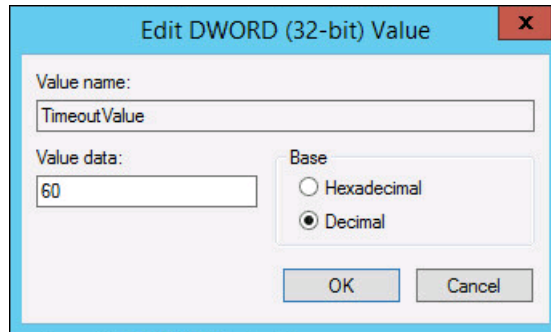 Edit DWORD (32-bit) Value
x
Value name:
TimeoutValue
Value data:
60
Base
Hexadecimal
Decimal
OK
Cancel